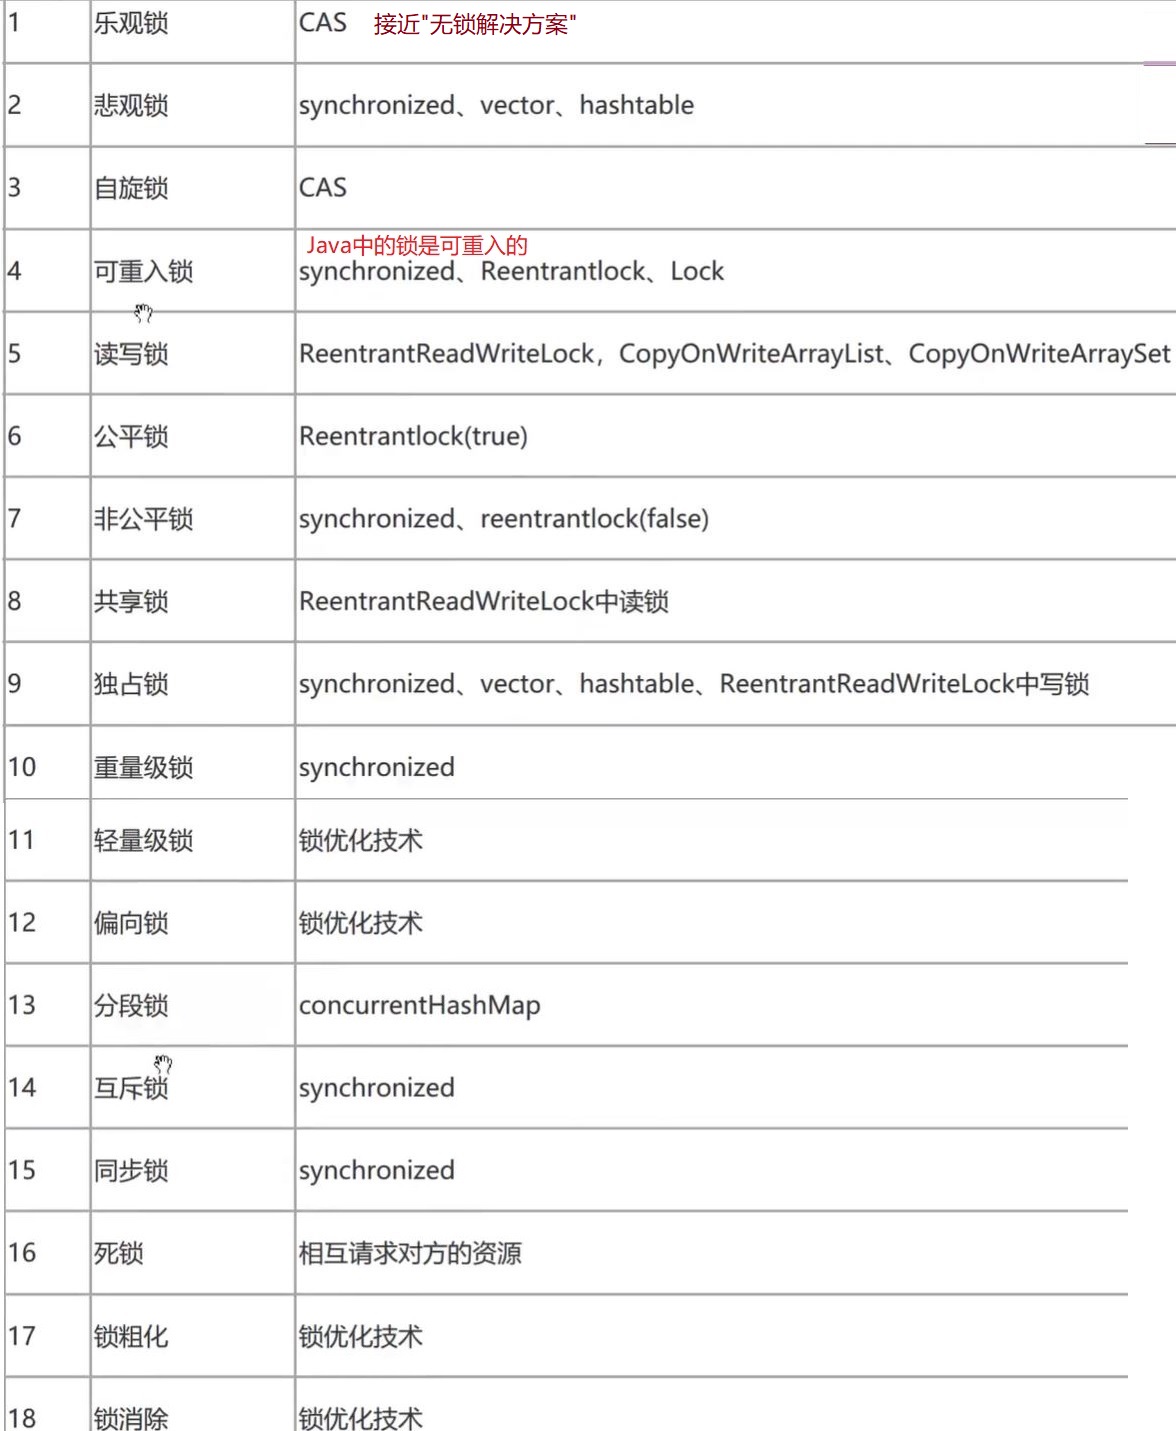 1 乐观锁 CAS 接近"无锁解决方案"
2 悲观锁 synchronized、vector、hashtable
3 自旋锁 CAS
Java中的锁是可重入的
4 可重入锁 synchronized、Reentrantlock、Lock
5 读写锁 ReentrantReadWriteLock，CopyOnWriteArrayList、CopyOnWriteArraySet
6 公平锁 Reentrantlock(true)
7 非公平锁 synchronized、reentrantlock(false)
8 共享锁 ReentrantReadWriteLock中读锁
9 独占锁 synchronized、vector、hashtable、ReentrantReadWriteLock中写锁
10 重量级锁 synchronized
11 轻量级锁 锁优化技术
12 偏向锁 锁优化技术
13 分段锁 concurrentHashMap
14 互斥锁 synchronized
15 同步锁 synchronized
16 死锁 相互请求对方的资源
17 锁粗化 锁优化技术
18 锁消除 锁优化技术